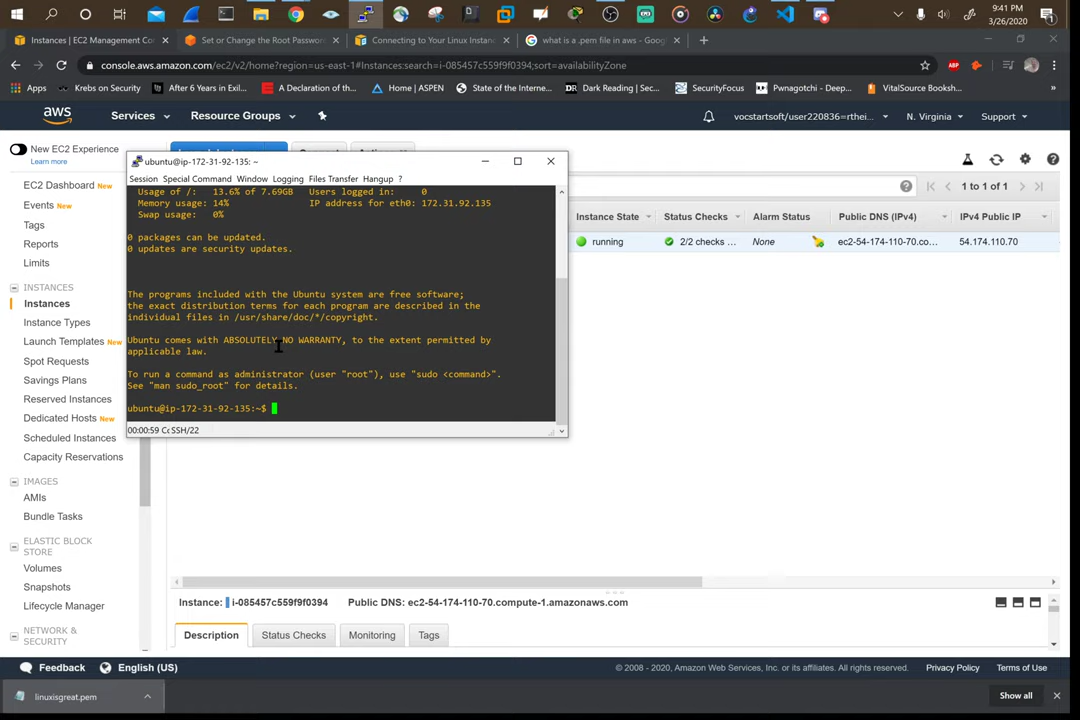 9:41 PM
3/26/2020
Instances | EC2 Management Co
Set or Change the Root Passwor
Connecting to Your Linux Instan
what is a .pem file in aws - Goog
console.aws.amazon.com/ec2/v2/home?region=us-east-1#Instances:search=i-085457c559f9f0394;sort=availabilityZone
ABP
Apps
Krebs on Security
After 6 Years in Exil...
A Declaration of th...
Home | ASPEN
State of the Interne...
DR Dark Reading | Sec...
SecurityFocus
Pwnagotchi - Deep...
VitalSource Booksh...
aws
Services
Resource Groups
vocstartsoft/user220836=rthei...
N. Virginia
Support
New EC2 Experience
Learn more
EC2 Dashboard New
Events New
Tags
Reports
Limits
INSTANCES
Instances
Instance Types
Launch Templates New
Spot Requests
Savings Plans
Reserved Instances
Dedicated Hosts New
Scheduled Instances
Capacity Reservations
IMAGES
AMIs
Bundle Tasks
ELASTIC BLOCK
STORE
Volumes
Snapshots
Lifecycle Manager
NETWORK &
SECURITY
ubuntu@ip-172-31-92-135: ~
Session Special Command Window Logging Files Transfer Hangup ?
Usage of /: 13.6% of 7.69GB Users logged in: 0
Memory usage: 14% IP address for eth0: 172.31.92.135
Swap usage: 0%
0 packages can be updated.
0 updates are security updates.
The programs included with the Ubuntu system are free software;
the exact distribution terms for each program are described in the
individual files in /usr/share/doc/*/copyright.
Ubuntu comes with ABSOLUTELY NO WARRANTY, to the extent permitted by
applicable law.
To run a command as administrator (user "root"), use "sudo <command>".
See "man sudo_root" for details.
ubuntu@ip-172-31-92-135:~$
00:00:59 Cc SSH/22
1 to 1 of 1
Instance State
Status Checks
Alarm Status
Public DNS (IPv4)
IPv4 Public IP
running
2/2 checks ...
None
ec2-54-174-110-70.co...
54.174.110.70
Instance: i-085457c559f9f0394 Public DNS: ec2-54-174-110-70.compute-1.amazonaws.com
Description
Status Checks
Monitoring
Tags
Feedback
English (US)
© 2008 - 2020, Amazon Web Services, Inc. or its affiliates. All rights reserved.
Privacy Policy
Terms of Use
linuxisgreat.pem
Show all